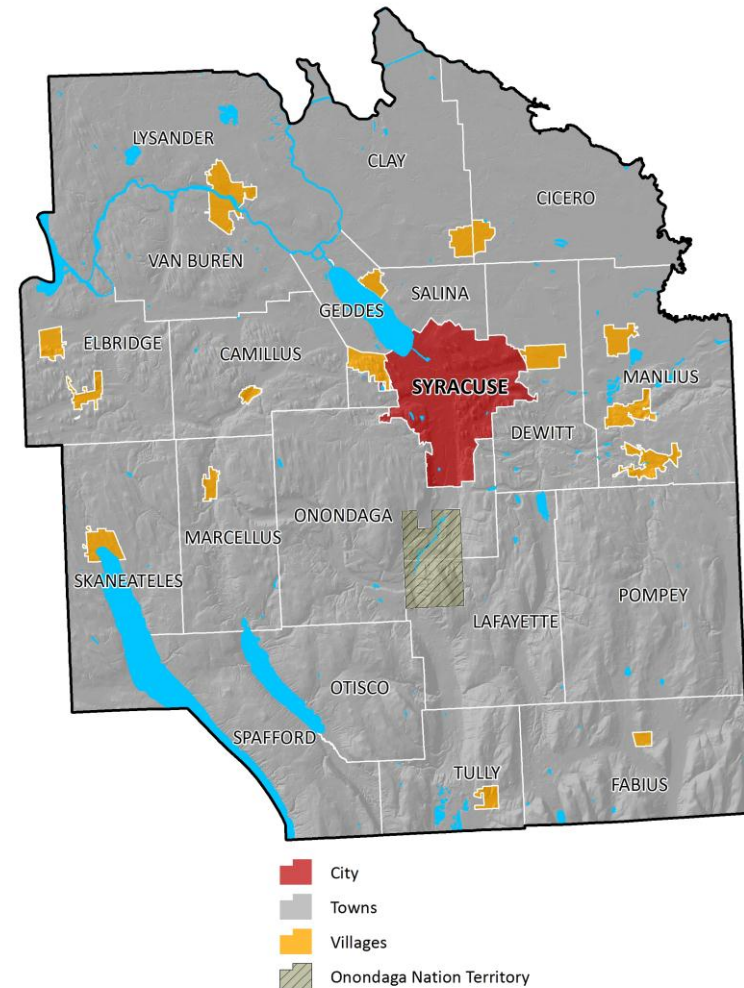 LYSANDER
CLAY
CICERO
VAN BUREN
SALINA
GEDDES
ELBRIDGE
CAMILLUS
SYRACUSE
MANLIUS
DEWITT
ONONDAGA
MARCELLUS
SKANEATELES
POMPEY
LAFAYETTE
OTISCO
SPAFFORD
TULLY
FABIUS
City
Towns
Villages
Onondaga Nation Territory